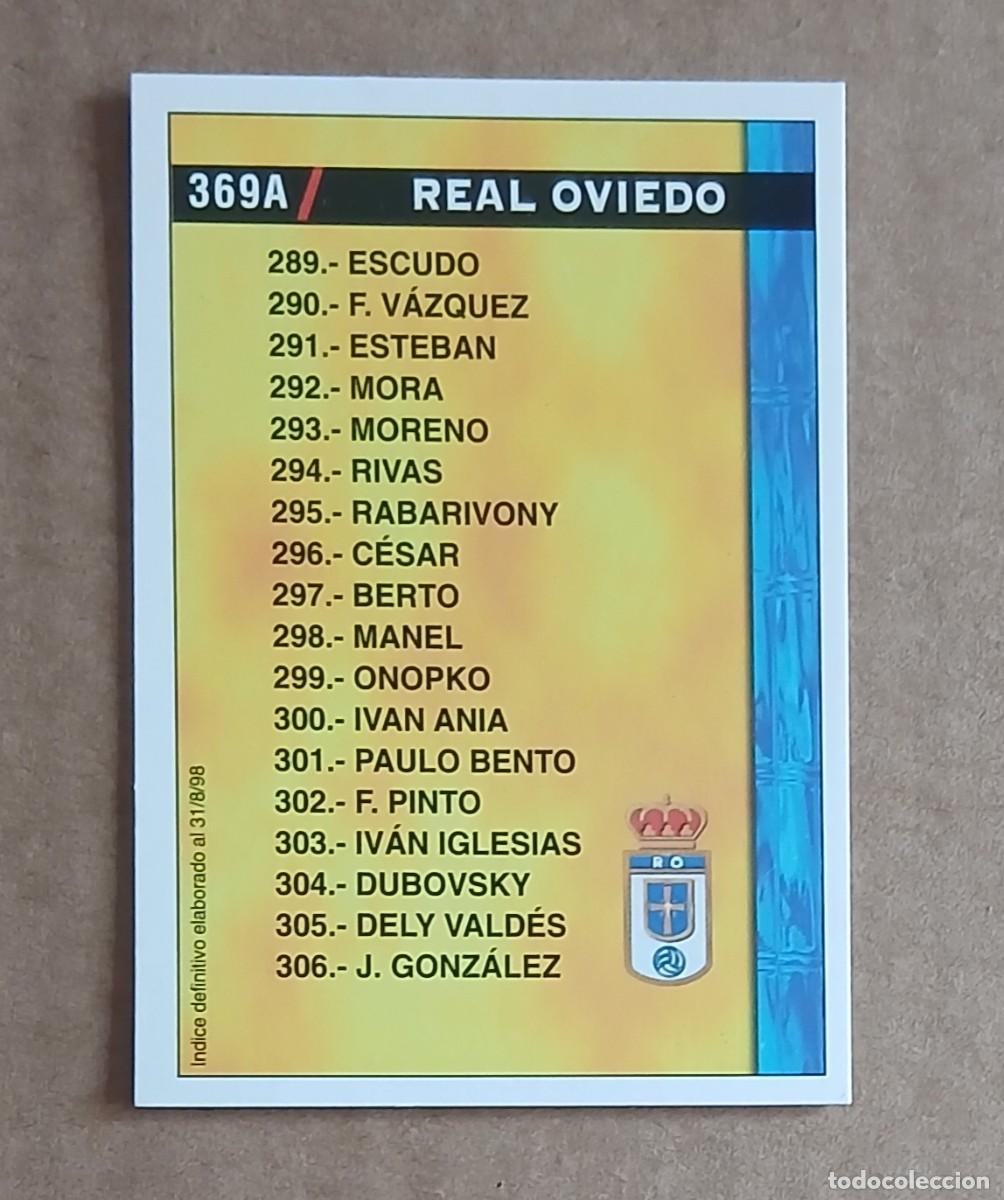 369A / REAL OVIEDO
289.- ESCUDO
290.- F. VÁZQUEZ
291.- ESTEBAN
292.- MORA
293.- MORENO
294.- RIVAS
295.- RABARIVONY
296.- CÉSAR
297.- BERTO
298.- MANEL
299.- ONOPKO
300.- IVAN ANIA
301.- PAULO BENTO
302.- F. PINTO
303.- IVÁN IGLESIAS
304.- DUBOVSKY
305.- DELY VALDÉS
306.- J. GONZÁLEZ
R O
Indice definitivo elaborado al 31/8/98
todocoleccion